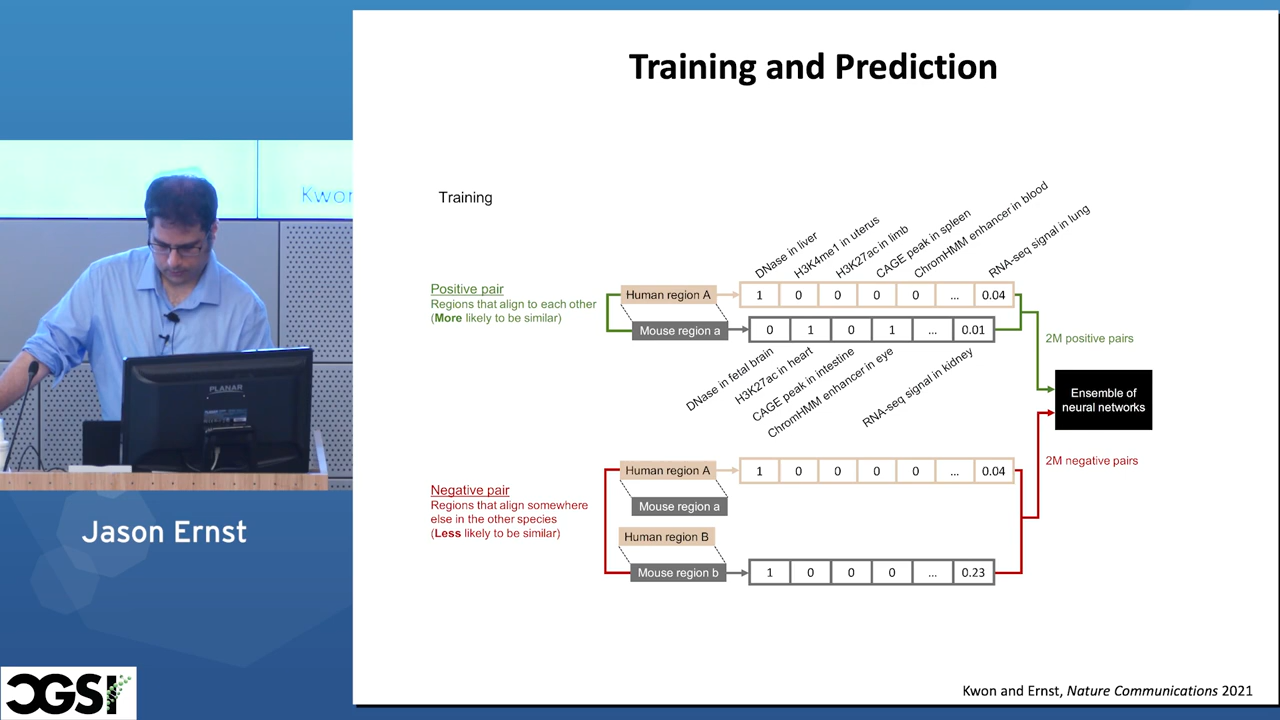 Training and Prediction
Kwon
PLANAR
Jason Ernst
CGSI
Training
DNase in liver
H3K4me1 in uterus
H3K27ac in limb
CAGE peak in spleen
ChromHMM enhancer in blood
RNA-seq signal in lung
Positive pair
Regions that align to each other
(More likely to be similar)
Human region A
1 0 0 0 0 ... 0.04
Mouse region a
0 1 0 1 ... 0.01
DNase in fetal brain
H3K27ac in heart
CAGE peak in intestine
ChromHMM enhancer in eye
RNA-seq signal in kidney
2M positive pairs
Ensemble of
neural networks
2M negative pairs
Negative pair
Regions that align somewhere
else in the other species
(Less likely to be similar)
Human region A
1 0 0 0 0 ... 0.04
Mouse region a
Human region B
Mouse region b
1 0 0 0 ... 0.23
Kwon and Ernst, Nature Communications 2021